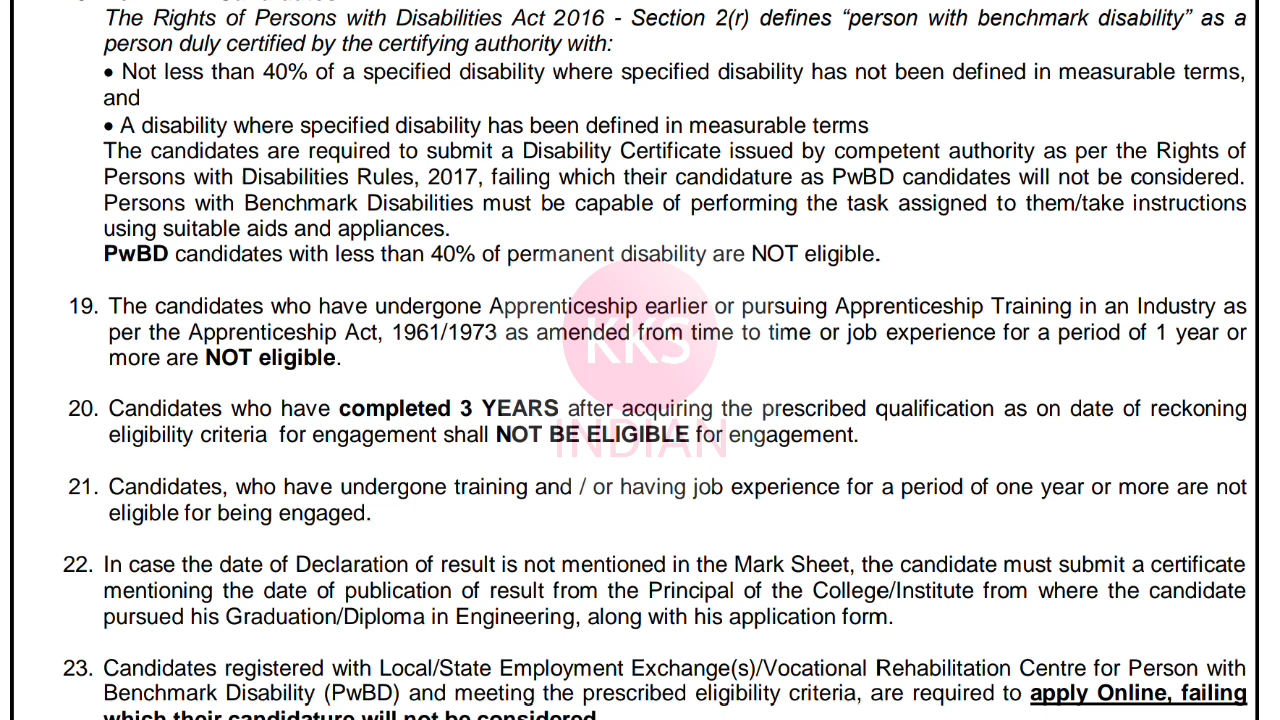 The Rights of Persons with Disabilities Act 2016 - Section 2(r) defines “person with benchmark disability” as a
person duly certified by the certifying authority with:
• Not less than 40% of a specified disability where specified disability has not been defined in measurable terms,
and
• A disability where specified disability has been defined in measurable terms
The candidates are required to submit a Disability Certificate issued by competent authority as per the Rights of
Persons with Disabilities Rules, 2017, failing which their candidature as PwBD candidates will not be considered.
Persons with Benchmark Disabilities must be capable of performing the task assigned to them/take instructions
using suitable aids and appliances.
PwBD candidates with less than 40% of permanent disability are NOT eligible.
19. The candidates who have undergone Apprenticeship earlier or pursuing Apprenticeship Training in an Industry as
per the Apprenticeship Act, 1961/1973 as amended from time to time or job experience for a period of 1 year or
more are NOT eligible.
KKS
20. Candidates who have completed 3 YEARS after acquiring the prescribed qualification as on date of reckoning
eligibility criteria for engagement shall NOT BE ELIGIBLE for engagement.
INDIAN
21. Candidates, who have undergone training and / or having job experience for a period of one year or more are not
eligible for being engaged.
22. In case the date of Declaration of result is not mentioned in the Mark Sheet, the candidate must submit a certificate
mentioning the date of publication of result from the Principal of the College/Institute from where the candidate
pursued his Graduation/Diploma in Engineering, along with his application form.
23. Candidates registered with Local/State Employment Exchange(s)/Vocational Rehabilitation Centre for Person with
Benchmark Disability (PwBD) and meeting the prescribed eligibility criteria, are required to apply Online, failing
which their candidature will not be considered